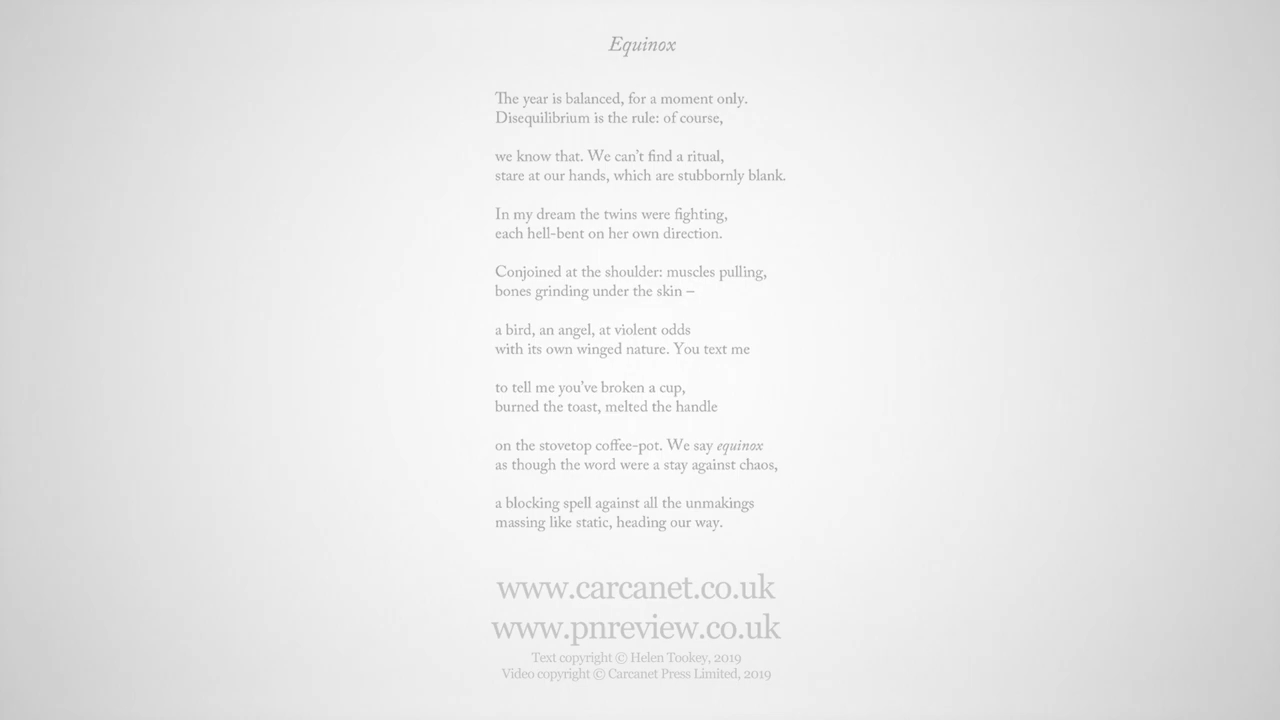 Equinox
The year is balanced, for a moment only.
Disequilibrium is the rule: of course,
we know that. We can’t find a ritual,
stare at our hands, which are stubbornly blank.
In my dream the twins were fighting,
each hell-bent on her own direction.
Conjoined at the shoulder: muscles pulling,
bones grinding under the skin –
a bird, an angel, at violent odds
with its own winged nature. You text me
to tell me you’ve broken a cup,
burned the toast, melted the handle
on the stovetop coffee-pot. We say equinox
as though the word were a stay against chaos,
a blocking spell against all the unmakings
massing like static, heading our way.
www.carcanet.co.uk
www.pnreview.co.uk
Text copyright © Helen Tookey, 2019
Video copyright © Carcanet Press Limited, 2019